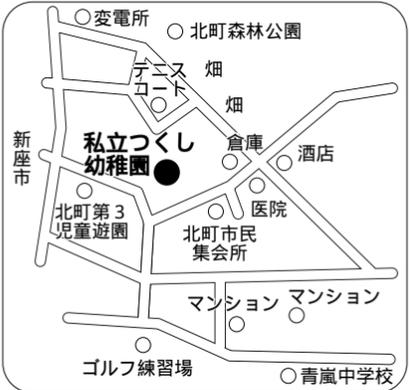 変電所
北町森林公園
テニス
コート
畑
畑
新座市
私立つくし
幼稚園
倉庫
酒店
北町第3
児童遊園
医院
北町市民
集会所
マンション
マンション
ゴルフ練習場
青嵐中学校